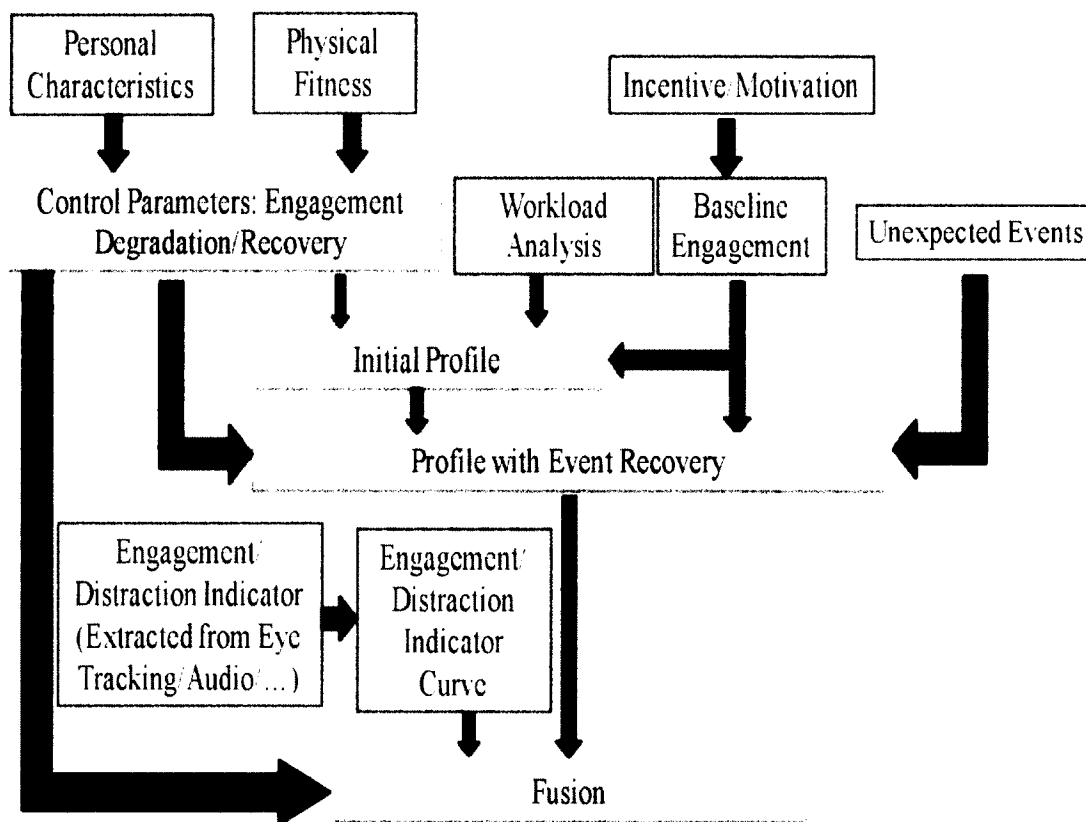 Personal
Characteristics
Physical
Fitness
Incentive/Motivation
Control Parameters: Engagement
Degradation/Recovery
Workload
Analysis
Baseline
Engagement
Unexpected Events
Initial Profile
Profile with Event Recovery
Engagement/
Distraction Indicator
(Extracted from Eye
Tracking/Audio/...)
Engagement/
Distraction
Indicator
Curve
Fusion